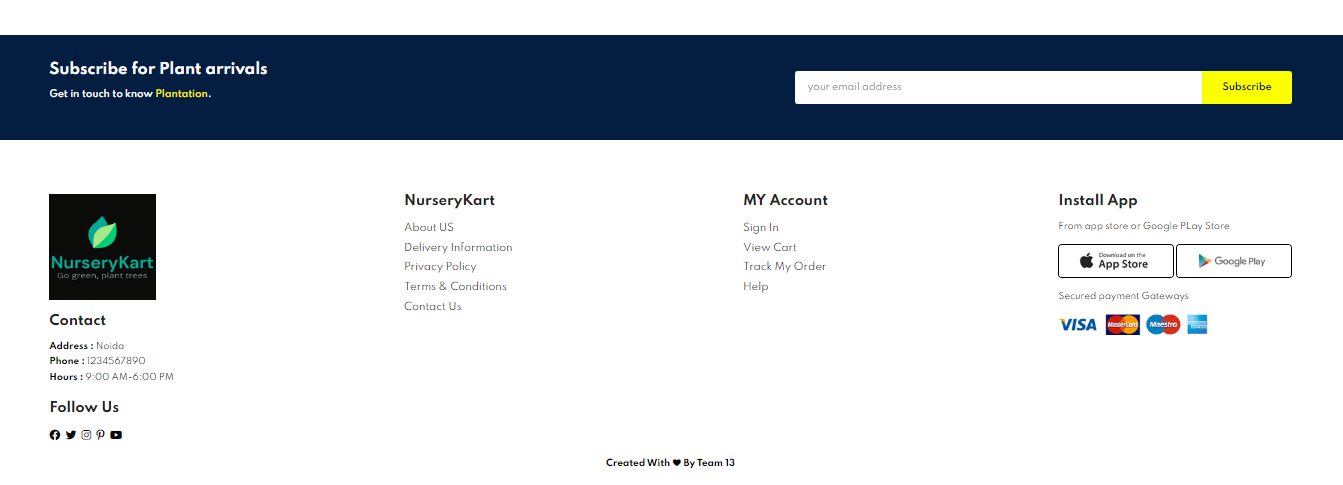 Subscribe for Plant arrivals
Get in touch to know Plantation.
your email address
Subscribe
NurseryKart
Go green, plant trees
Contact
Address : Noida
Phone : 1234567890
Hours : 9:00 AM-6:00 PM
Follow Us
NurseryKart
About US
Delivery Information
Privacy Policy
Terms & Conditions
Contact Us
MY Account
Sign In
View Cart
Track My Order
Help
Install App
From app store or Google PLay Store
Download on the
App Store
Google Play
Secured payment Gateways
VISA
MasterCard
Maestro
Created With ❤ By Team 13